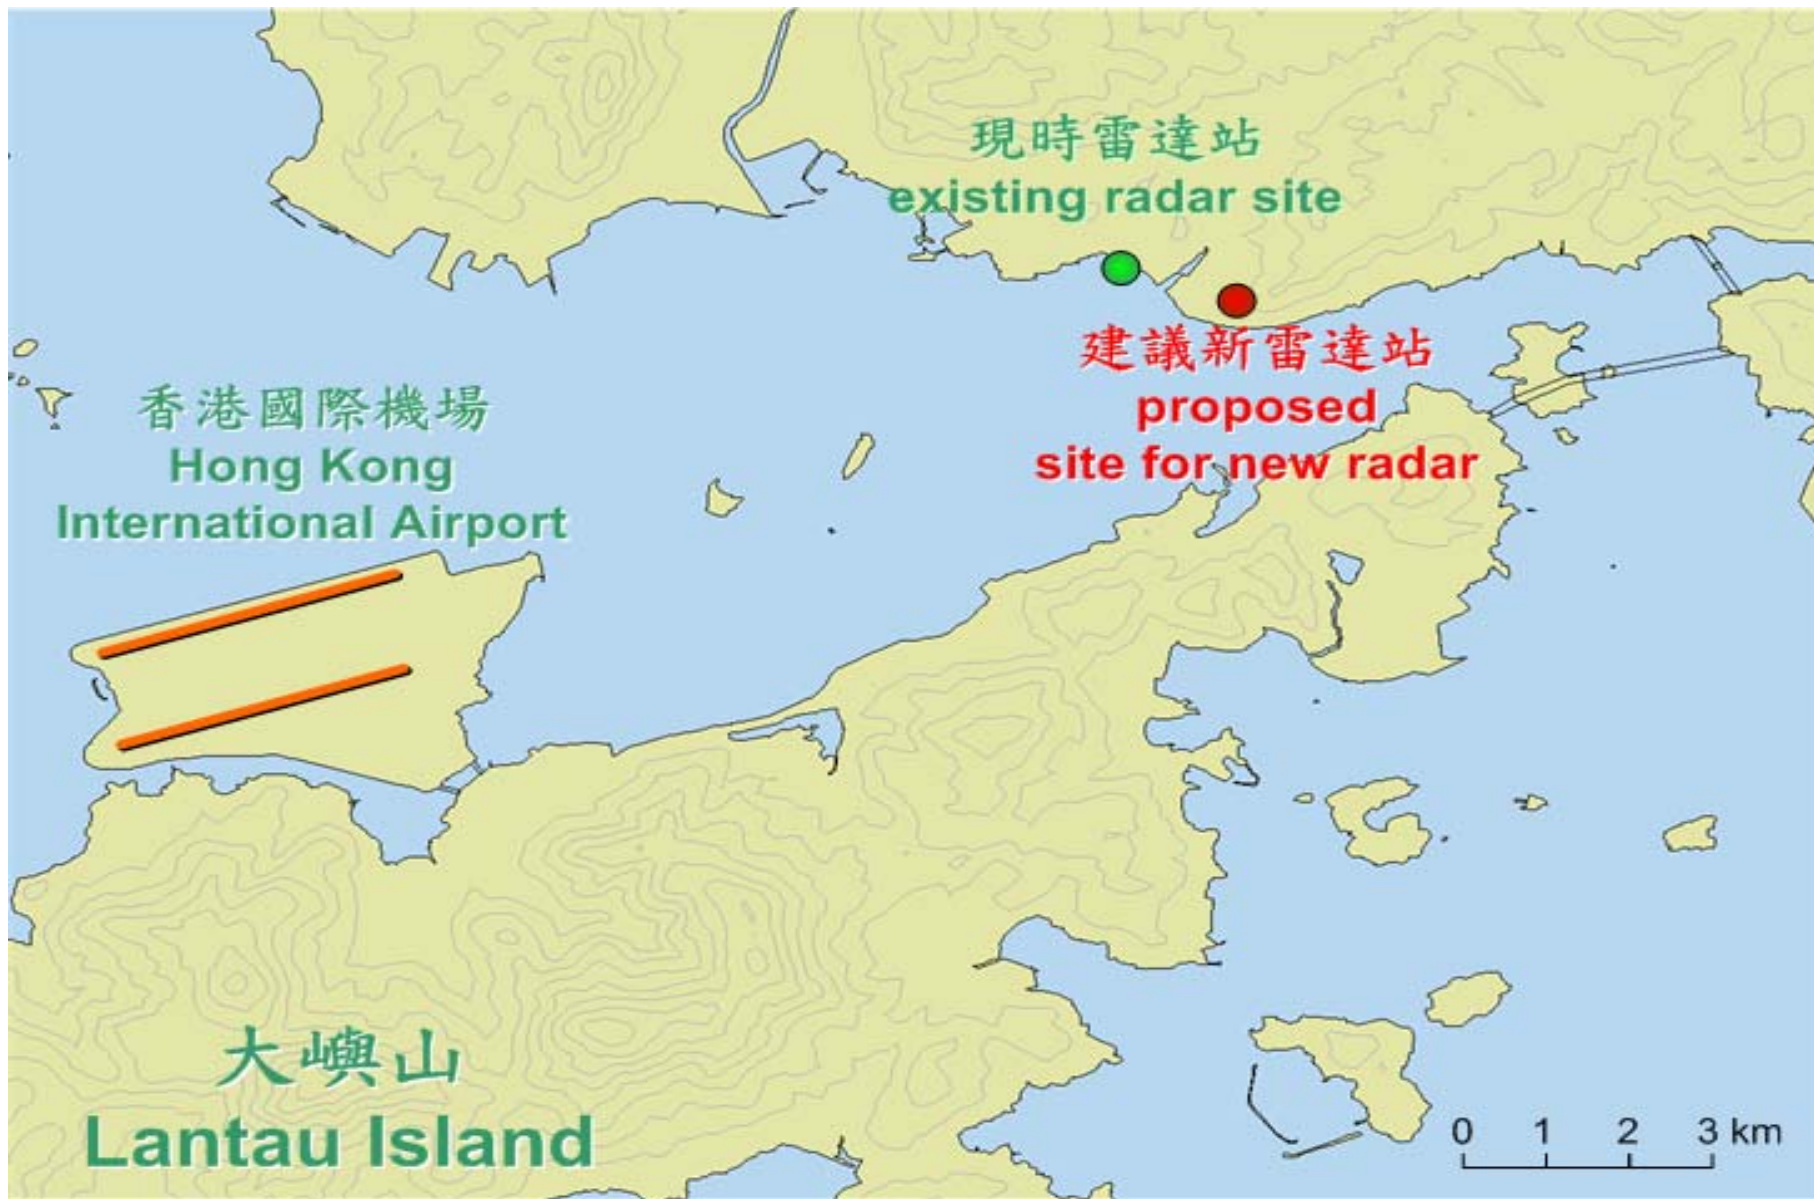 現時雷達站
existing radar site
建議新雷達站
proposed
site for new radar
香港國際機場
Hong Kong
International Airport
大嶼山
Lantau Island
0 1 2 3 km